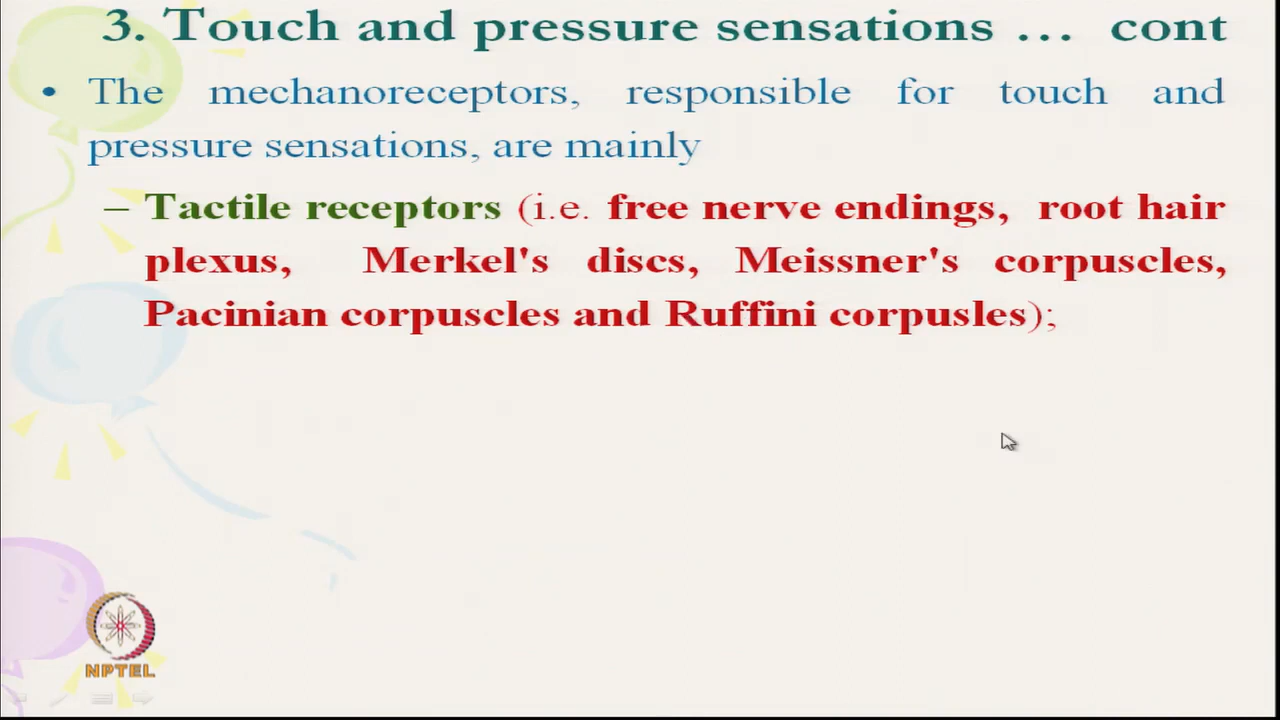 3. Touch and pressure sensations … cont
• The mechanoreceptors, responsible for touch and
pressure sensations, are mainly
– Tactile receptors (i.e. free nerve endings, root hair
plexus, Merkel's discs, Meissner's corpuscles,
Pacinian corpuscles and Ruffini corpusles);
NPTEL